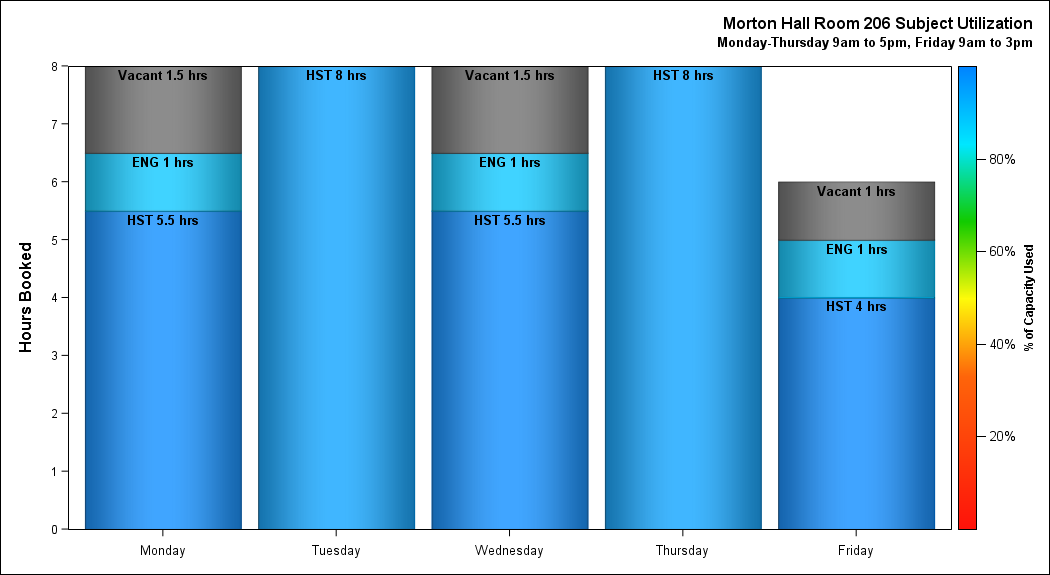 Morton Hall Room 206 Subject Utilization
Monday-Thursday 9am to 5pm, Friday 9am to 3pm
Hours Booked
8
7
6
5
4
3
2
1
0
Vacant 1.5 hrs
ENG 1 hrs
HST 5.5 hrs
HST 8 hrs
Vacant 1.5 hrs
ENG 1 hrs
HST 5.5 hrs
HST 8 hrs
Vacant 1 hrs
ENG 1 hrs
HST 4 hrs
Monday
Tuesday
Wednesday
Thursday
Friday
80%
60%
40%
20%
% of Capacity Used